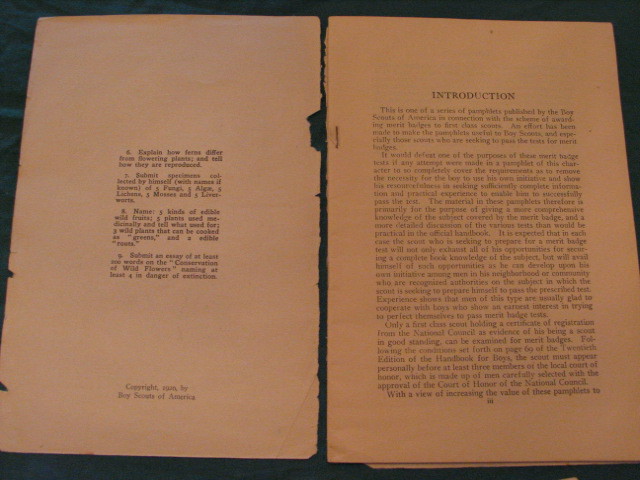 6. Explain how ferns differ
from flowering plants; and tell
how they are reproduced.
7. Submit specimens col-
lected by himself (with names if
known) of 3 Fungi, 3 Algæ, 3
Lichens, 3 Mosses and 3 Liver-
worts.
8. Name: 3 kinds of edible
wild fruits; 3 plants used me-
dicinally and tell what used for;
3 wild plants that can be cooked
as "greens," and 2 edible
"roots."
9. Submit an essay of at least
200 words on the "Conservation
of Wild Flowers" naming at
least 4 in danger of extinction.
Copyright, 1920, by
Boy Scouts of America
INTRODUCTION
This is one of a series of pamphlets published by the Boy
Scouts of America in connection with the scheme of award-
ing merit badges to first class scouts. An effort has been
made to make the pamphlets useful to Boy Scouts, and espe-
cially those scouts who are seeking to pass the tests for merit
badges.
It would defeat one of the purposes of these merit badge
tests if any attempt were made in a pamphlet of this char-
acter to so completely cover the requirements as to remove
the necessity for the boy to use his own initiative and show
his resourcefulness in seeking sufficiently complete informa-
tion and practical experience to enable him to successfully
pass the test. The material in these pamphlets therefore is
primarily for the purpose of giving a more comprehensive
knowledge of the subject covered by the merit badge, and a
more detailed discussion of the various tests than would be
practical in the official handbook. It is expected that in each
case the scout who is seeking to prepare for a merit badge
test will not only exhaust all of his opportunities for secur-
ing a complete book knowledge of the subject, but will avail
himself of such opportunities as he can develop upon his
own initiative among men in his neighborhood or community
who are recognized authorities on the subject in which the
scout is seeking to prepare himself to pass the prescribed test.
Experience shows that men of this type are usually glad to
cooperate with boys who show an earnest interest in trying
to perfect themselves to pass merit badge tests.
Only a first class scout holding a certificate of registration
from the National Council as evidence of his being a scout
in good standing, can be examined for merit badges. Fol-
lowing the conditions set forth on page 60 of the Twentieth
Edition of the Handbook for Boys, the scout must appear
personally before at least three members of the local court of
honor, which is made up of men carefully selected with the
approval of the Court of Honor of the National Council.
With a view of increasing the value of these pamphlets to
iii